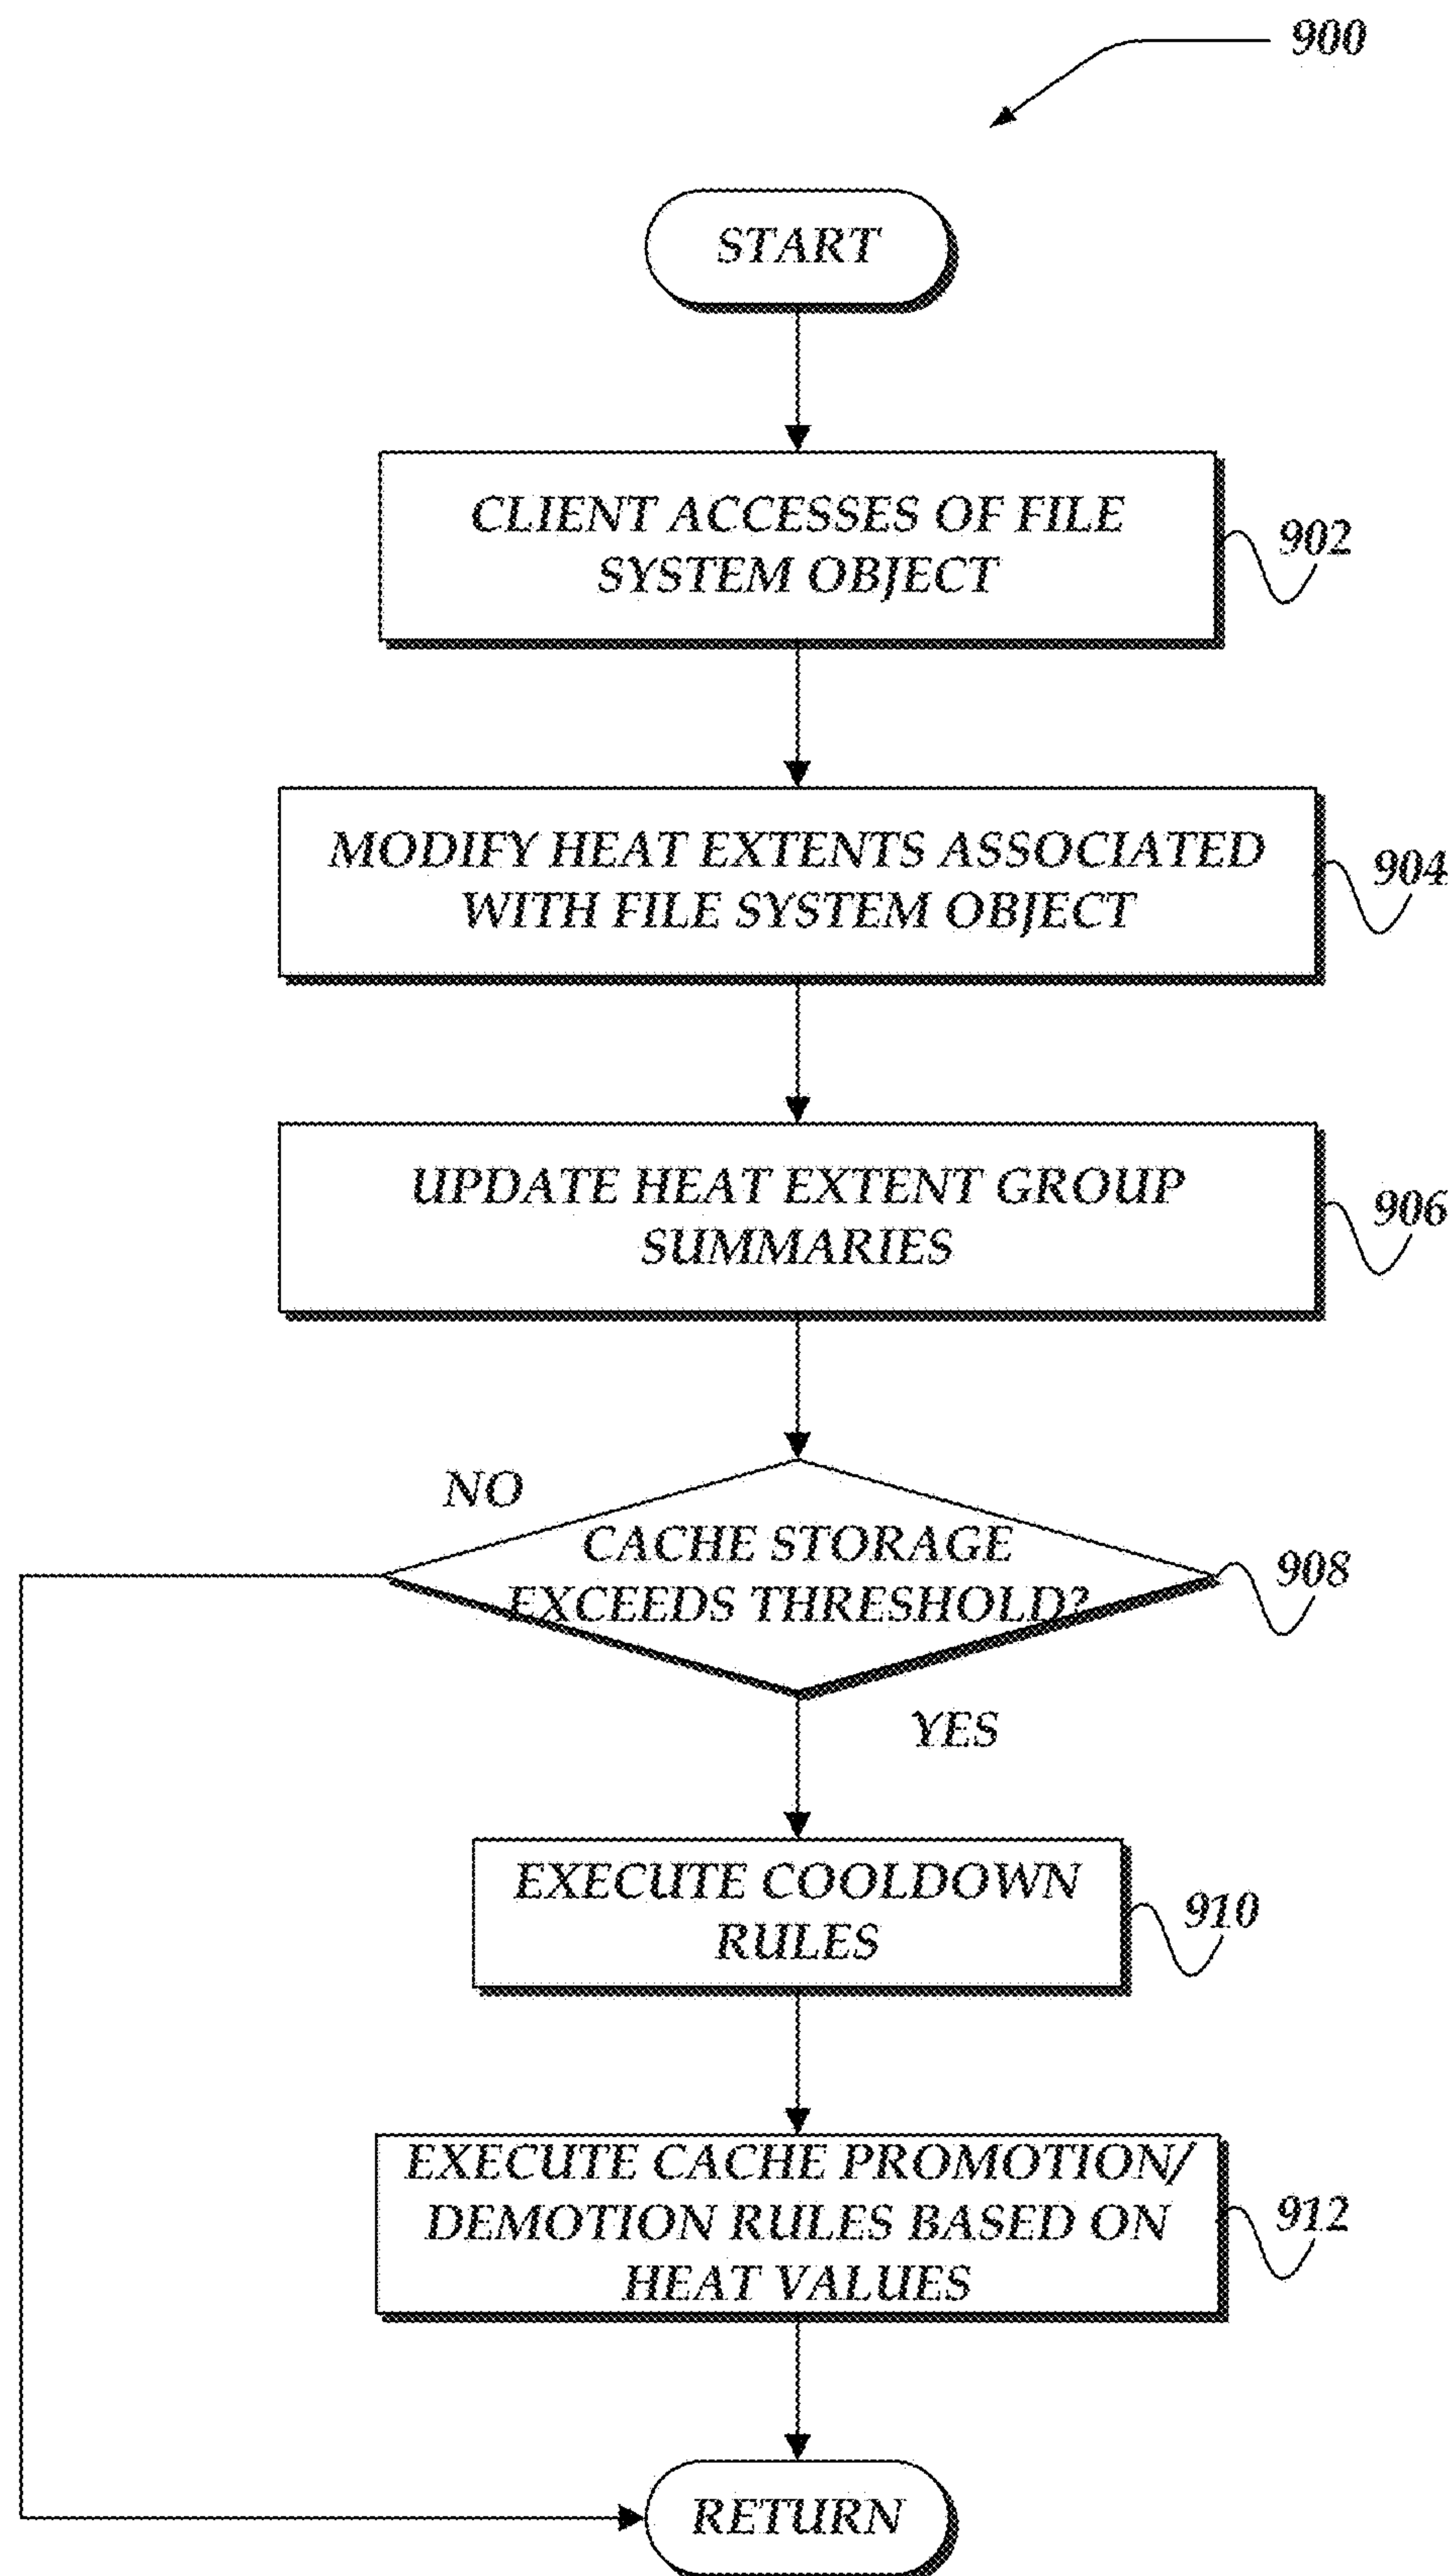 900
START
CLIENT ACCESSES OF FILE
SYSTEM OBJECT
902
MODIFY HEAT EXTENTS ASSOCIATED
WITH FILE SYSTEM OBJECT
904
UPDATE HEAT EXTENT GROUP
SUMMARIES
906
NO
CACHE STORAGE
EXCEEDS THRESHOLD?
908
YES
EXECUTE COOLDOWN
RULES
910
EXECUTE CACHE PROMOTION/
DEMOTION RULES BASED ON
HEAT VALUES
912
RETURN